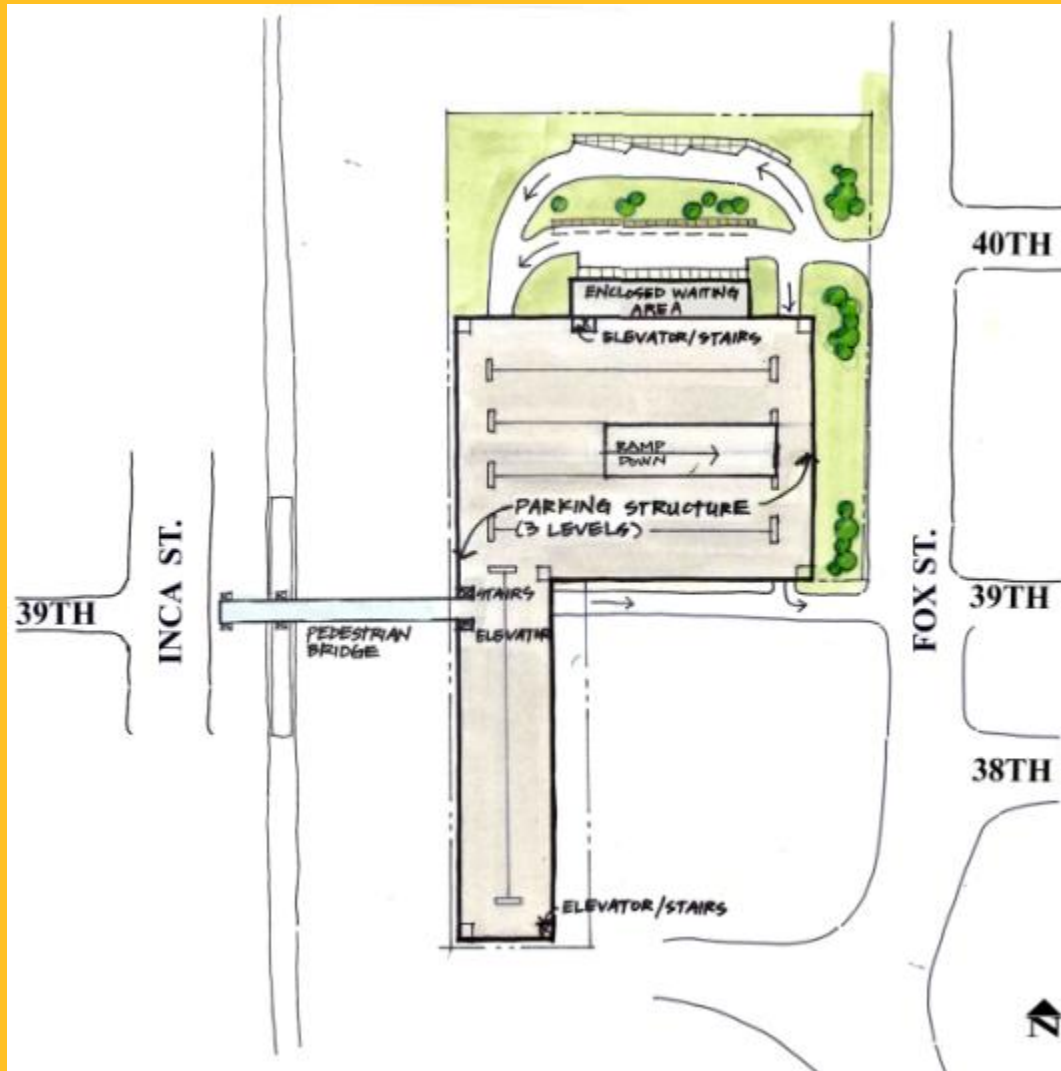 40TH
ENCLOSED WAITING
AREA
ELEVATOR/STAIRS
RAMP
DOWN
PARKING STRUCTURE
(3 LEVELS)
INCA ST.
39TH
STAIRS
ELEVATOR
PEDESTRIAN
BRIDGE
FOX ST.
39TH
38TH
ELEVATOR/STAIRS
N